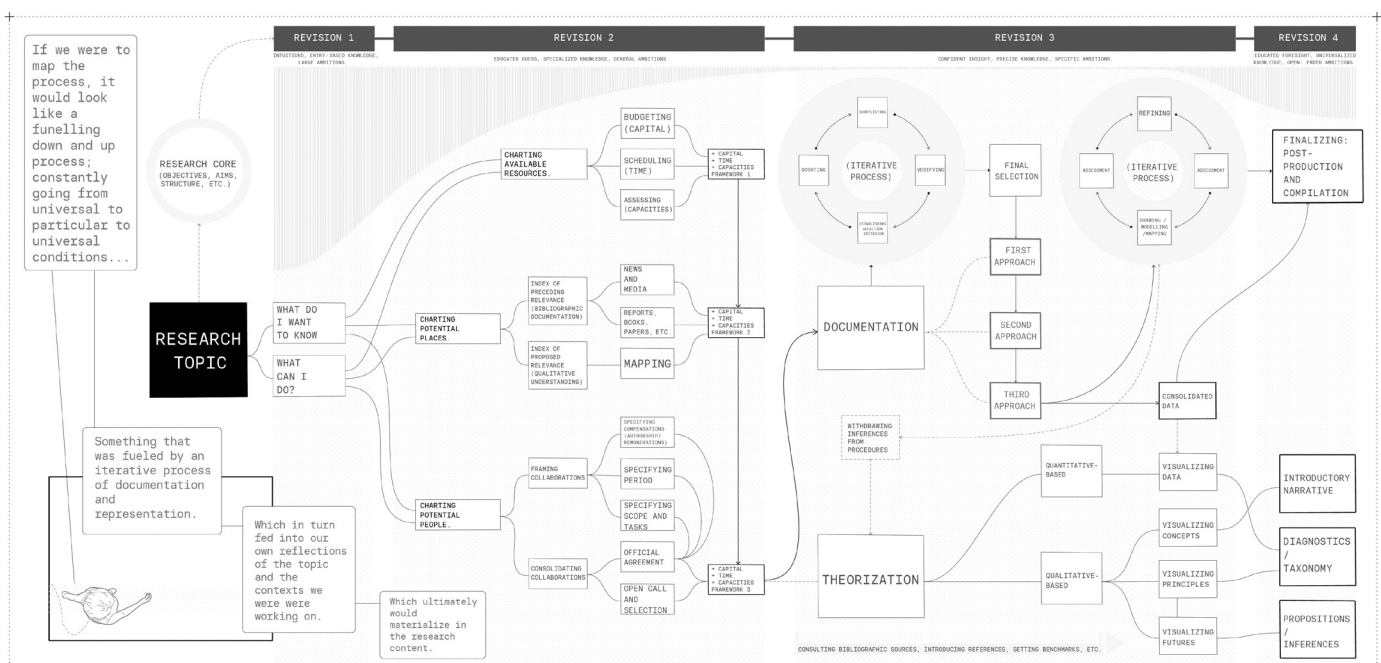 If we were to
map the
process, it
would look
like a
funelling
down and up
process;
constantly
going from
universal to
particular to
universal
conditions...
Something that
was fueled by an
iterative process
of documentation
and
representation.
Which in turn
fed into our
own reflections
of the topic
and the
contexts we
were were
working on.
Which ultimately
would
materialize in
the research
content.
RESEARCH CORE
(OBJECTIVES, AIMS,
STRUCTURE, ETC.)
RESEARCH
TOPIC
REVISION 1
INTUITIONS, ENTRY-BASED KNOWLEDGE,
LARGE AMBITIONS
WHAT DO
I WANT
TO KNOW
WHAT
CAN I
DO?
REVISION 2
EDUCATED GUESS, SPECIALIZED KNOWLEDGE, GENERAL AMBITIONS
CHARTING
AVAILABLE
RESOURCES.
BUDGETING
(CAPITAL)
SCHEDULING
(TIME)
ASSESSING
(CAPACITIES)
+ CAPITAL
+ TIME
+ CAPACITIES
FRAMEWORK 1
CHARTING
POTENTIAL
PLACES.
INDEX OF
PRECEDING
RELEVANCE
(BIBLIOGRAPHIC
DOCUMENTATION)
NEWS
AND
MEDIA
REPORTS,
BOOKS,
PAPERS, ETC.
INDEX OF
PROPOSED
RELEVANCE
(QUALITATIVE
UNDERSTANDING)
MAPPING
+ CAPITAL
+ TIME
+ CAPACITIES
FRAMEWORK 2
CHARTING
POTENTIAL
PEOPLE.
FRAMING
COLLABORATIONS
SPECIFYING
COMPENSATIONS
(AUTHORSHIP/
REMUNERATIONS)
SPECIFYING
PERIOD
SPECIFYING
SCOPE AND
TASKS
CONSOLIDATING
COLLABORATIONS
OFFICIAL
AGREEMENT
OPEN CALL
AND
SELECTION
+ CAPITAL
+ TIME
+ CAPACITIES
FRAMEWORK 3
REVISION 3
CONFIDENT INSIGHT, PRECISE KNOWLEDGE, SPECIFIC AMBITIONS
SHORTLISTING
SCOUTING
(ITERATIVE
PROCESS)
VERIFYING
ESTABLISHING
SELECTION
CRITERION
FINAL
SELECTION
FIRST
APPROACH
SECOND
APPROACH
THIRD
APPROACH
DOCUMENTATION
REFINING
ASSESSMENT
(ITERATIVE
PROCESS)
ASSESSMENT
DRAWING /
MODELLING
/MAPPING
WITHDRAWING
INFERENCES
FROM
PROCEDURES
CONSOLIDATED
DATA
THEORIZATION
QUANTITATIVE-
BASED
QUALITATIVE-
BASED
VISUALIZING
DATA
VISUALIZING
CONCEPTS
VISUALIZING
PRINCIPLES
VISUALIZING
FUTURES
CONSULTING BIBLIOGRAPHIC SOURCES, INTRODUCING REFERENCES, GETTING BENCHMARKS, ETC.
REVISION 4
EDUCATED FORESIGHT, UNIVERSALIZED
KNOWLEDGE, OPEN- ENDED AMBITIONS
FINALIZING:
POST-
PRODUCTION
AND
COMPILATION
INTRODUCTORY
NARRATIVE
DIAGNOSTICS
/
TAXONOMY
PROPOSITIONS
/
INFERENCES